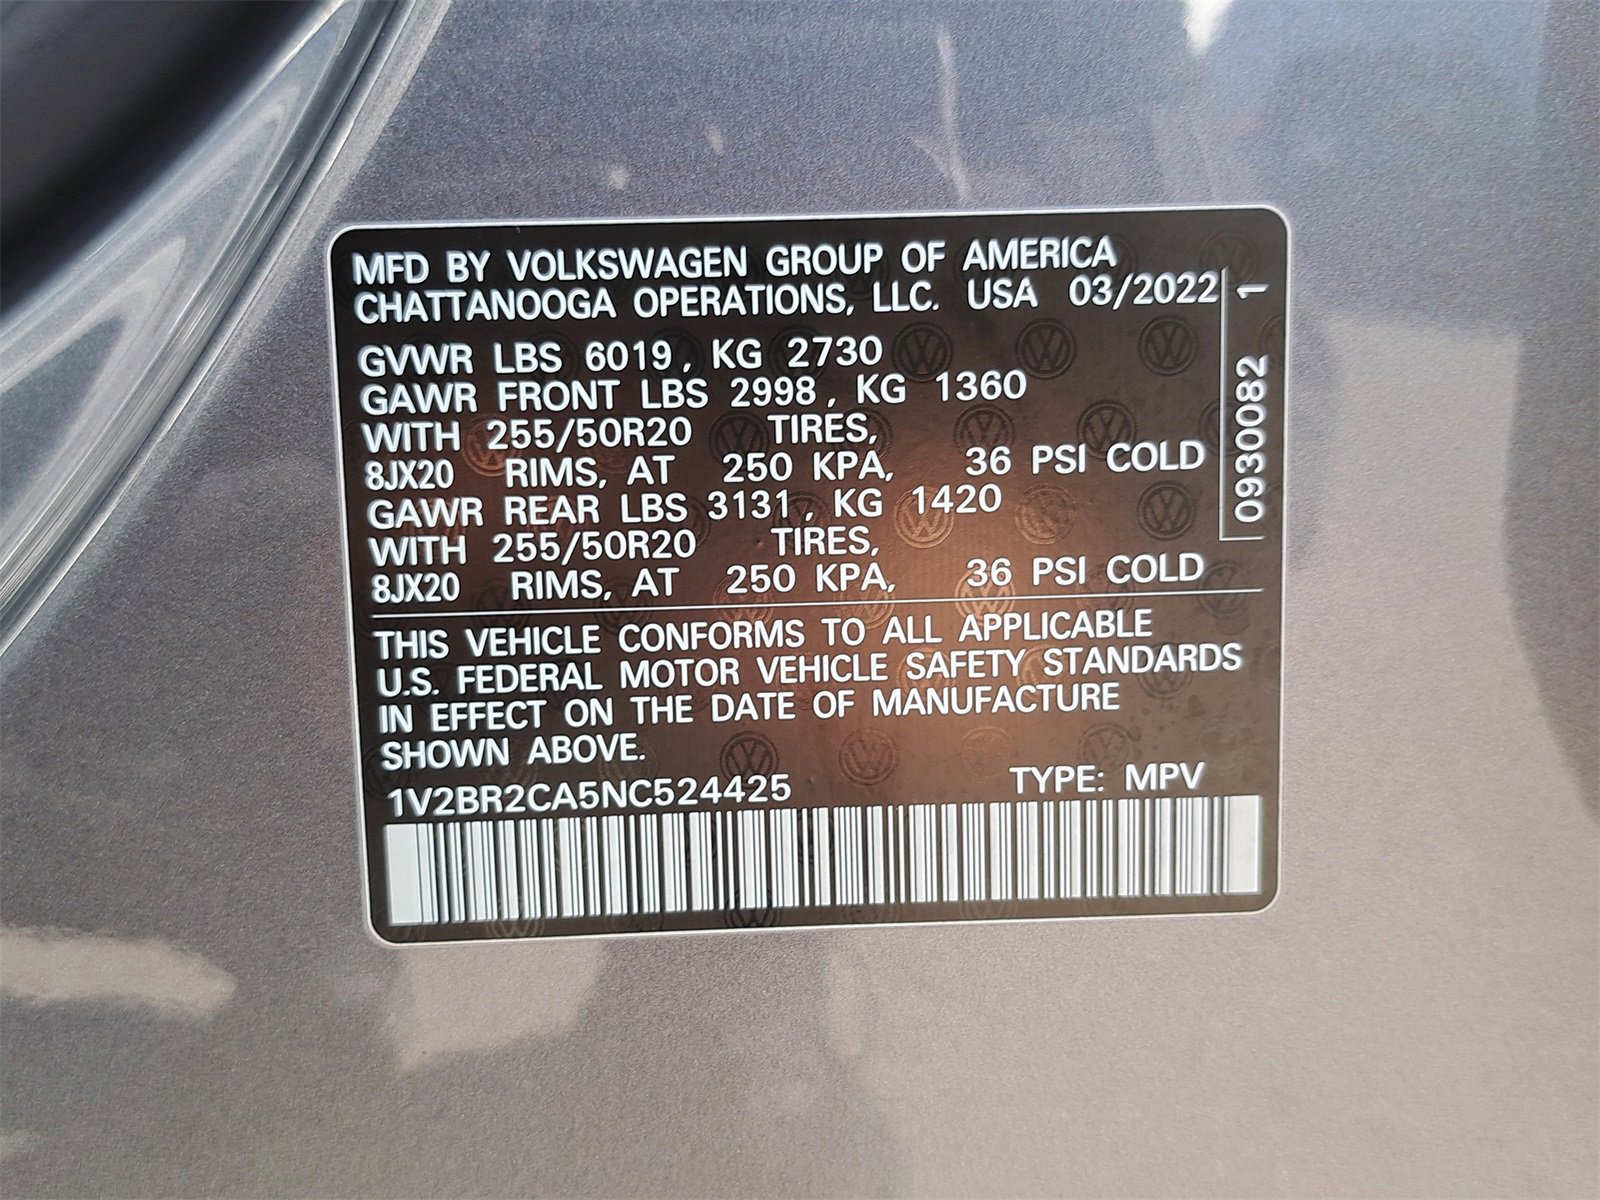 MFD BY VOLKSWAGEN GROUP OF AMERICA
CHATTANOOGA OPERATIONS, LLC. USA 03/2022
GVWR LBS 6019, KG 2730
GAWR FRONT LBS 2998, KG 1360
WITH 255/50R20 TIRES,
8JX20 RIMS, AT 250 KPA, 36 PSI COLD
GAWR REAR LBS 3131, KG 1420
WITH 255/50R20 TIRES,
8JX20 RIMS, AT 250 KPA, 36 PSI COLD
THIS VEHICLE CONFORMS TO ALL APPLICABLE
U.S. FEDERAL MOTOR VEHICLE SAFETY STANDARDS
IN EFFECT ON THE DATE OF MANUFACTURE
SHOWN ABOVE.
1V2BR2CA5NC524425 TYPE: MPV
0930082 1